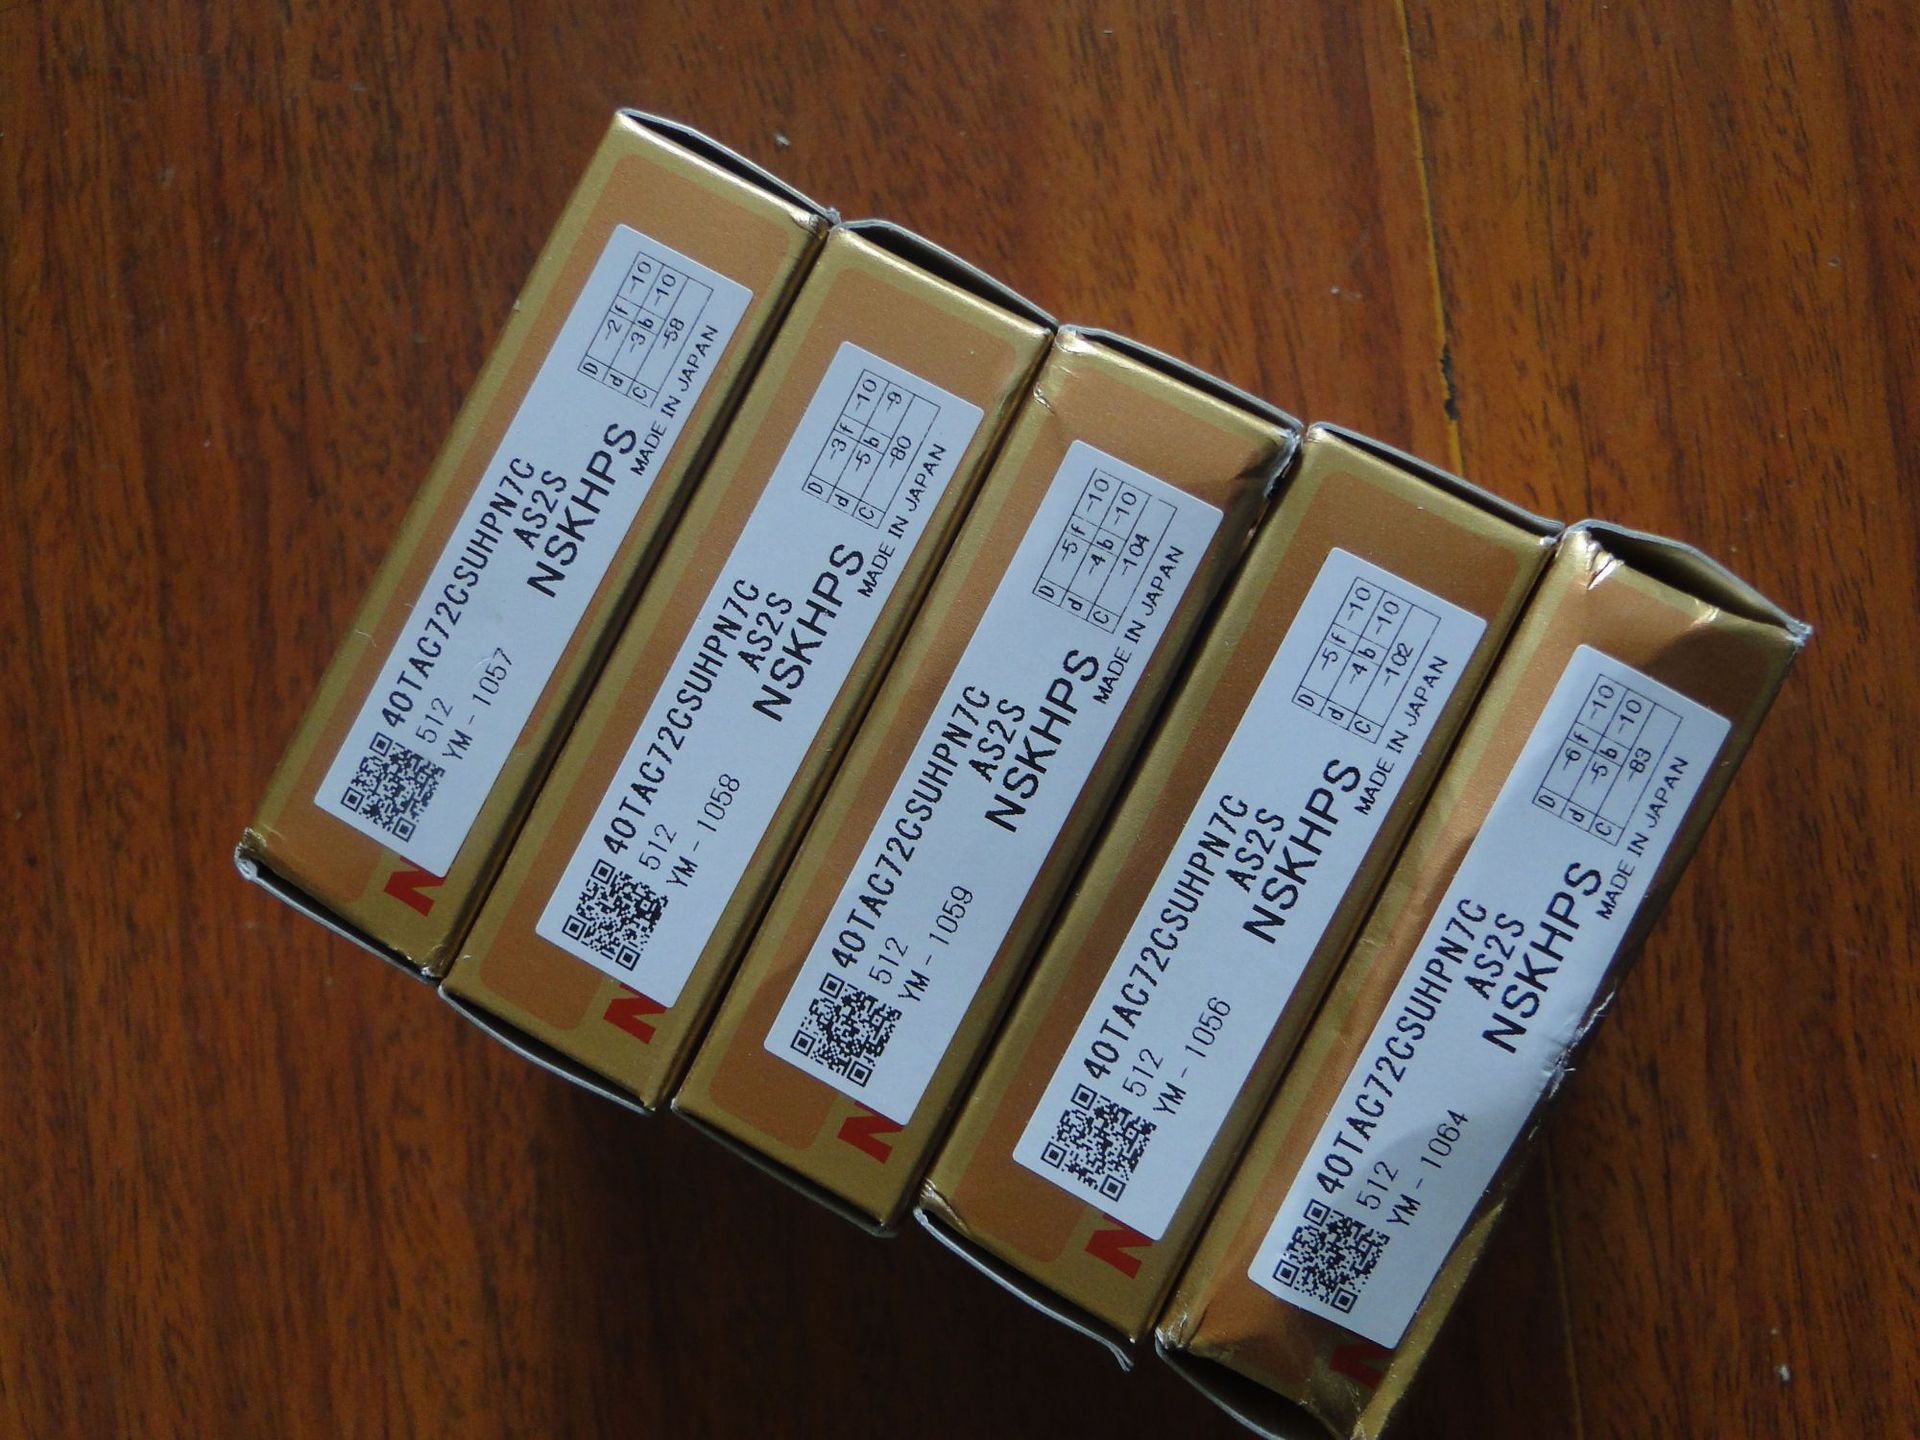 40TAC72CSUHPN7C
512 AS2S
YM-1057 NSKHPS
D -2 f -10
d -3 b -10
C -58
MADE IN JAPAN
N
40TAC72CSUHPN7C
512 AS2S
YM-1058 NSKHPS
D -3 f -10
d -5 b -9
C -80
MADE IN JAPAN
N
40TAC72CSUHPN7C
512 AS2S
YM-1059 NSKHPS
D -5 f -10
d -4 b -10
C -104
MADE IN JAPAN
N
40TAC72CSUHPN7C
512 AS2S
YM-1056 NSKHPS
D -5 f -10
d -4 b -10
C -102
MADE IN JAPAN
N
40TAC72CSUHPN7C
512 AS2S
YM-1064 NSKHPS
D -6 f -10
d -5 b -10
C -83
MADE IN JAPAN
N